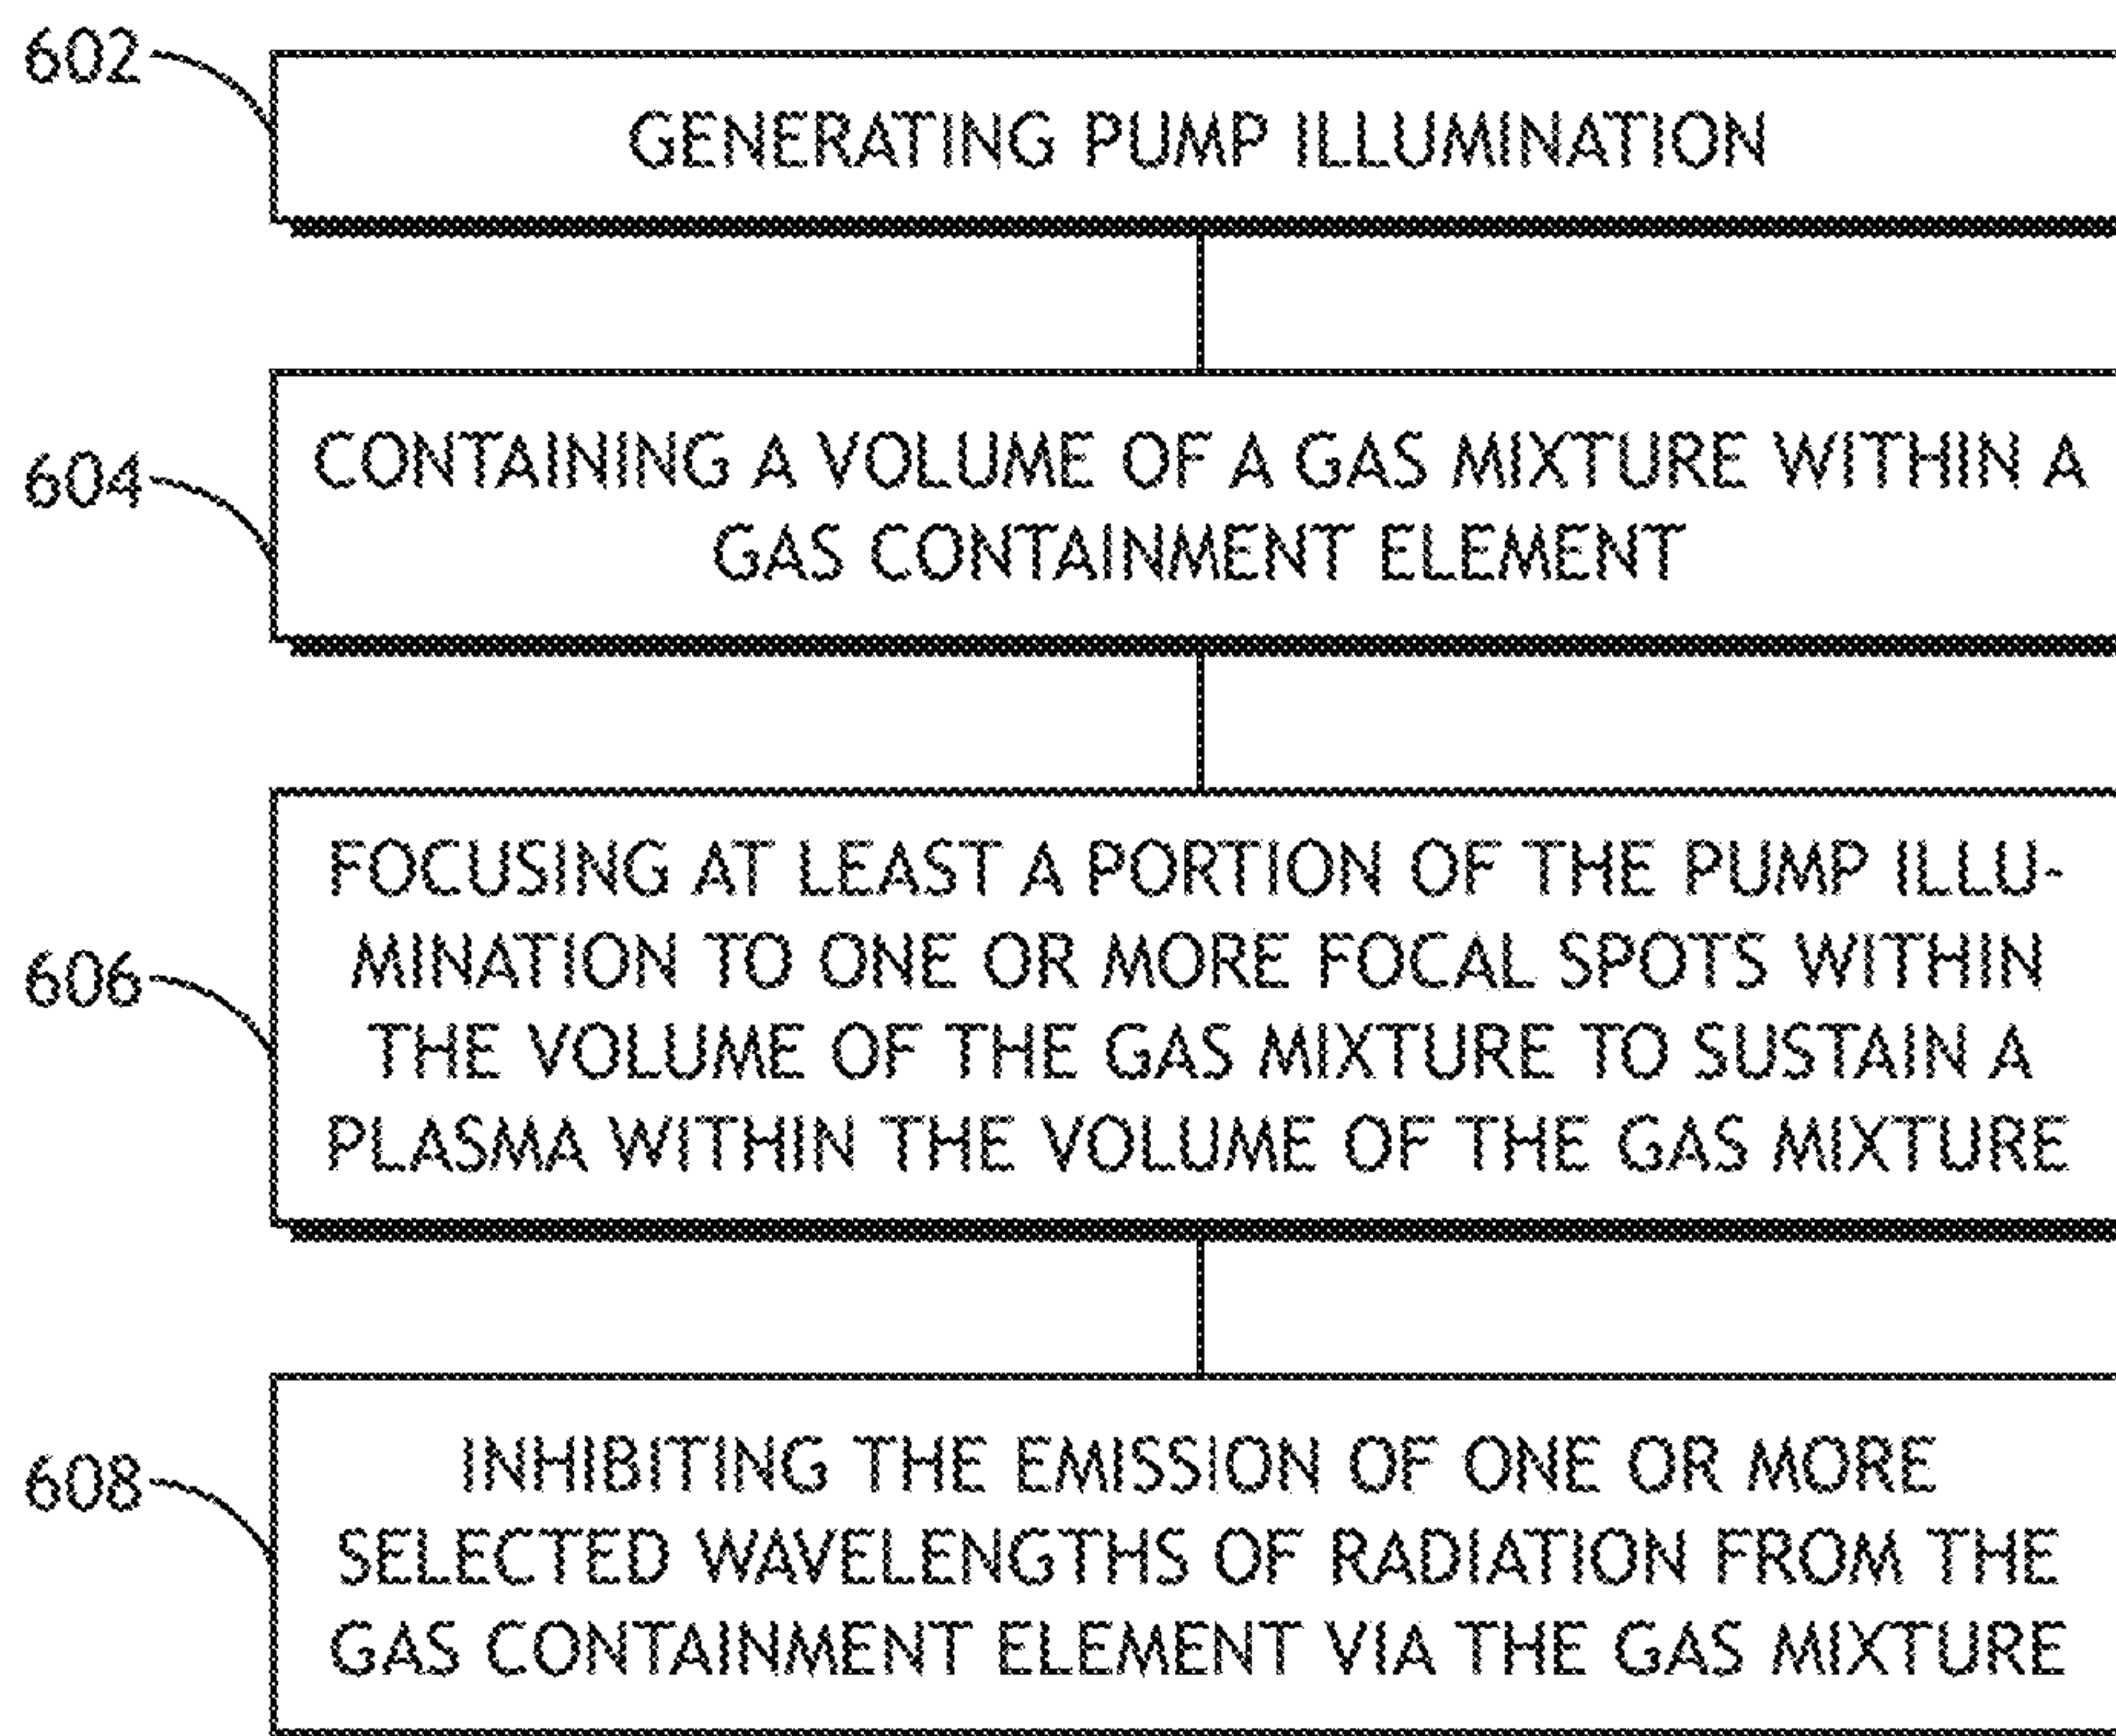 602
GENERATING PUMP ILLUMINATION
604
CONTAINING A VOLUME OF A GAS MIXTURE WITHIN A
GAS CONTAINMENT ELEMENT
606
FOCUSING AT LEAST A PORTION OF THE PUMP ILLU-
MINATION TO ONE OR MORE FOCAL SPOTS WITHIN
THE VOLUME OF THE GAS MIXTURE TO SUSTAIN A
PLASMA WITHIN THE VOLUME OF THE GAS MIXTURE
608
INHIBITING THE EMISSION OF ONE OR MORE
SELECTED WAVELENGTHS OF RADIATION FROM THE
GAS CONTAINMENT ELEMENT VIA THE GAS MIXTURE